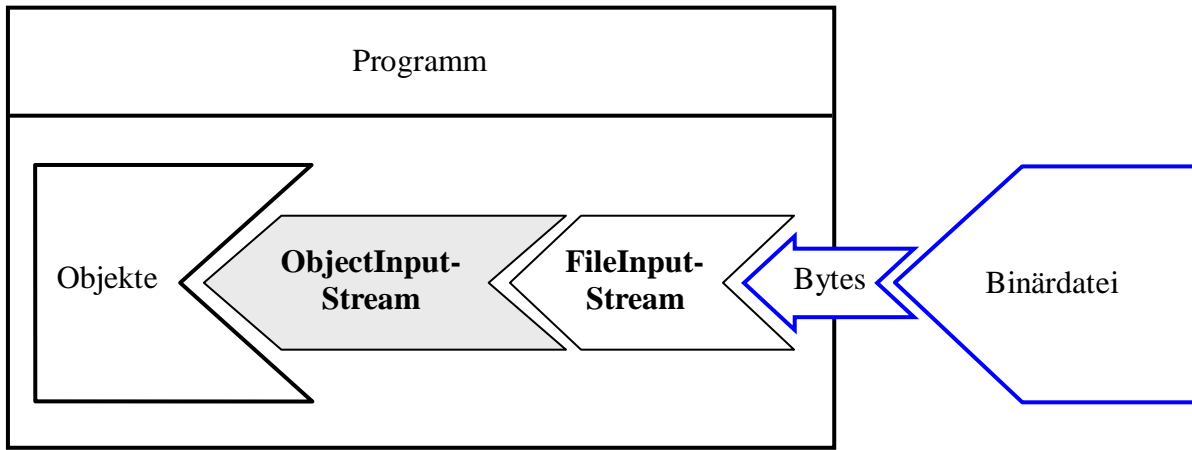 Programm
Objekte
ObjectInput-
Stream
FileInput-
Stream
Bytes
Binärdatei